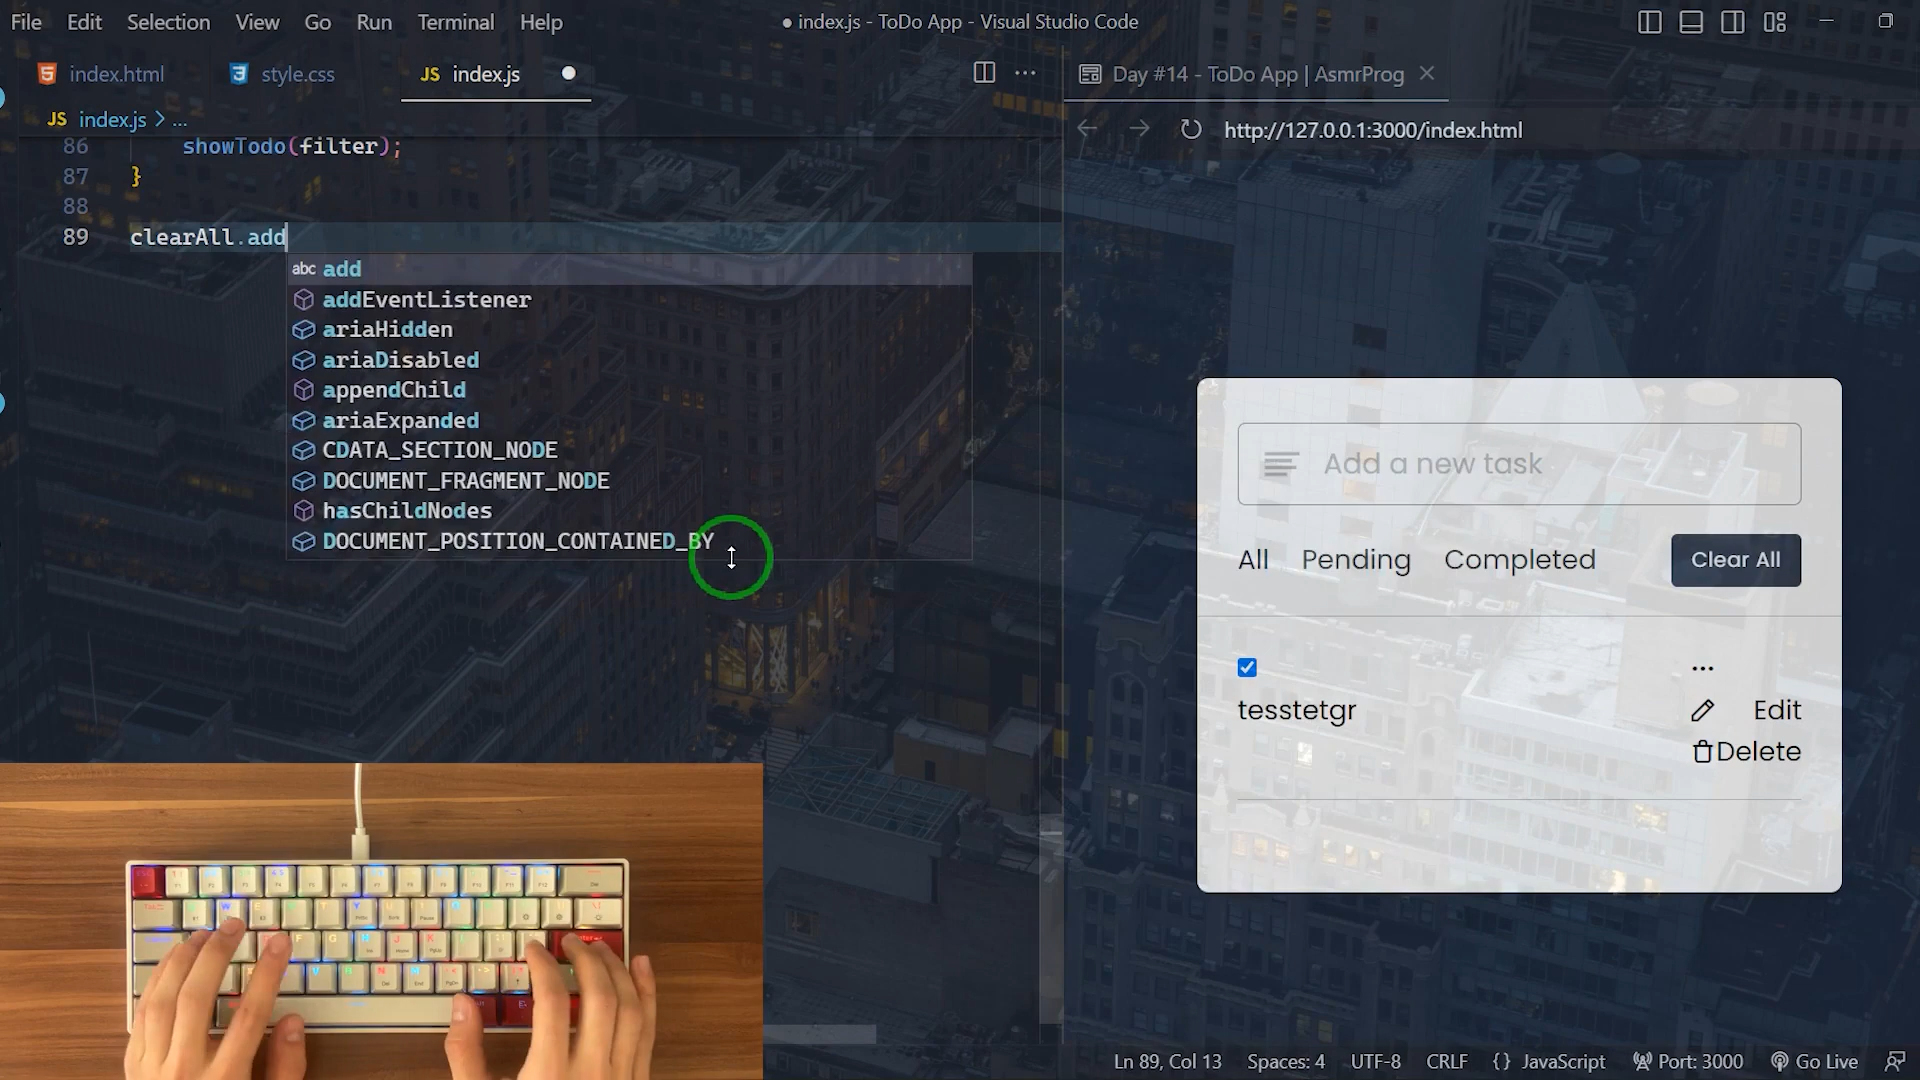 File Edit Selection View Go Run Terminal Help
● index.js - ToDo App - Visual Studio Code
index.html
style.css
JS index.js
Day #14 - ToDo App | AsmrProg
JS index.js > ...
http://127.0.0.1:3000/index.html
86 showTodo(filter);
87 }
88
89 clearAll.add
abc add
addEventListener
ariaHidden
ariaDisabled
appendChild
ariaExpanded
CDATA_SECTION_NODE
DOCUMENT_FRAGMENT_NODE
hasChildNodes
DOCUMENT_POSITION_CONTAINED_BY
Add a new task
All Pending Completed Clear All
...
tesstetgr
Edit
Delete
Ln 89, Col 13 Spaces: 4 UTF-8 CRLF {} JavaScript Port: 3000 Go Live